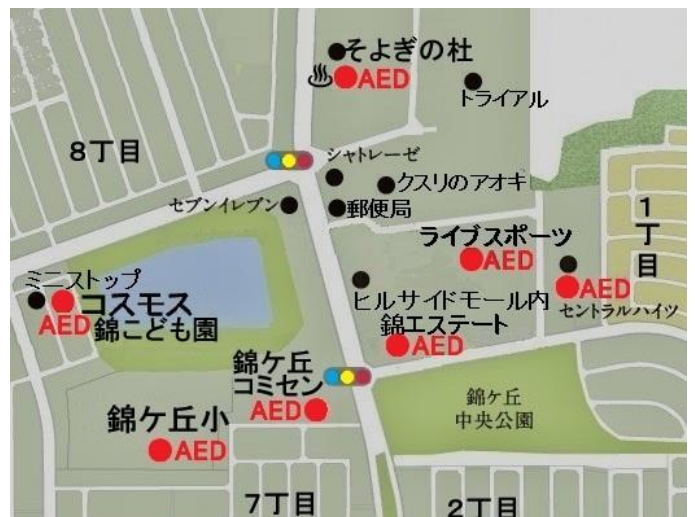 そよぎの杜
AED
トライアル
8丁目
シャトレーゼ
クスリのアオキ
セブンイレブン
郵便局
1丁目
ライブスポーツ
AED
ミニストップ
コスモス
AED
錦こども園
ヒルサイドモール内
AED
セントラルハイツ
錦エステート
AED
錦ケ丘
コミセン
AED
錦ケ丘
中央公園
錦ケ丘小
AED
7丁目
2丁目